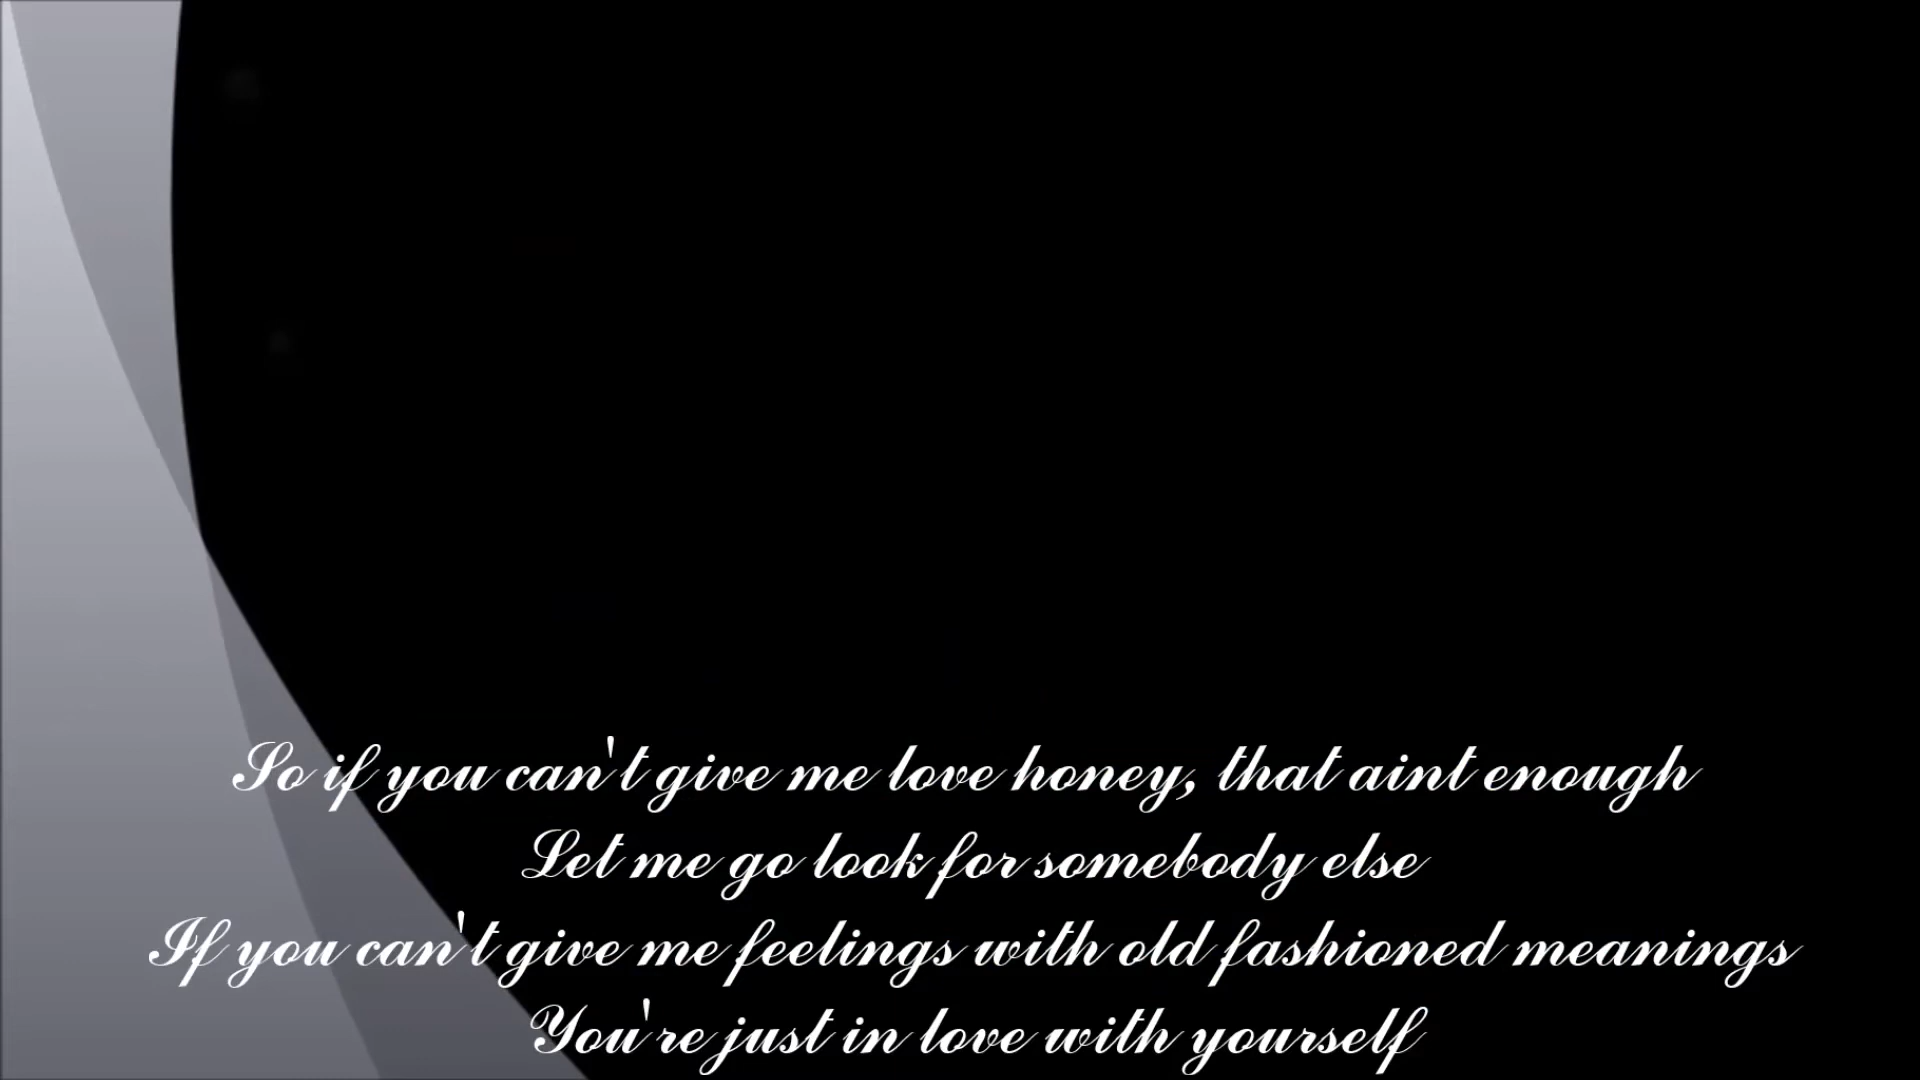 So if you can't give me love honey, that aint enough
Let me go look for somebody else
If you can't give me feelings with old fashioned meanings
You're just in love with yourself